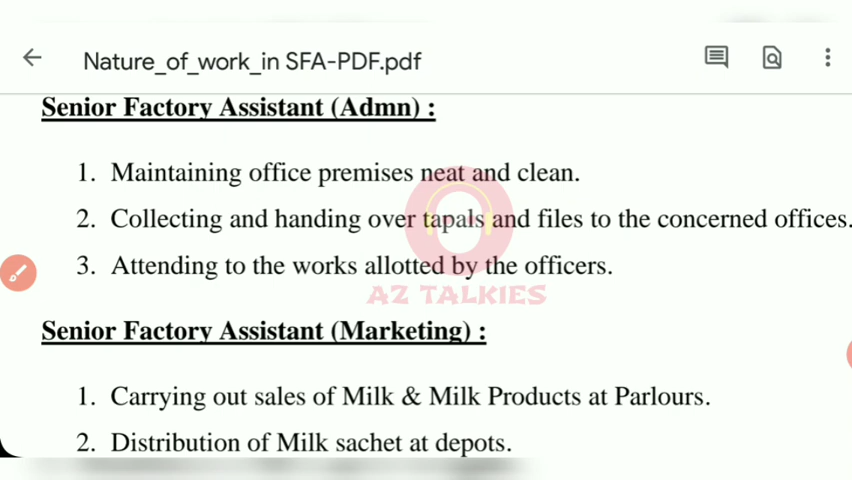 Nature_of_work_in SFA-PDF.pdf
Senior Factory Assistant (Admn) :
1. Maintaining office premises neat and clean.
2. Collecting and handing over tapals and files to the concerned offices.
3. Attending to the works allotted by the officers.
AZ TALKIES
Senior Factory Assistant (Marketing) :
1. Carrying out sales of Milk & Milk Products at Parlours.
2. Distribution of Milk sachet at depots.